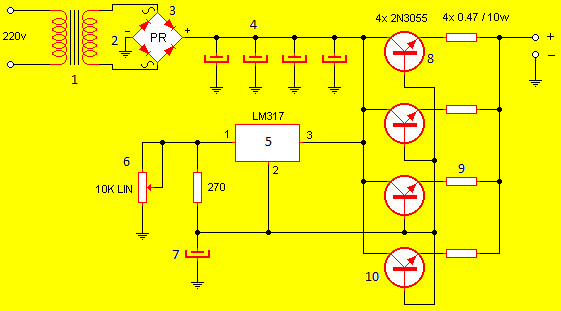 4x 2N3055 4x 0.47 / 10w
220v 2 3 PR + 4 + −
1 8
LM317
1 5 3
6 2
10K LIN 270 9
7
10